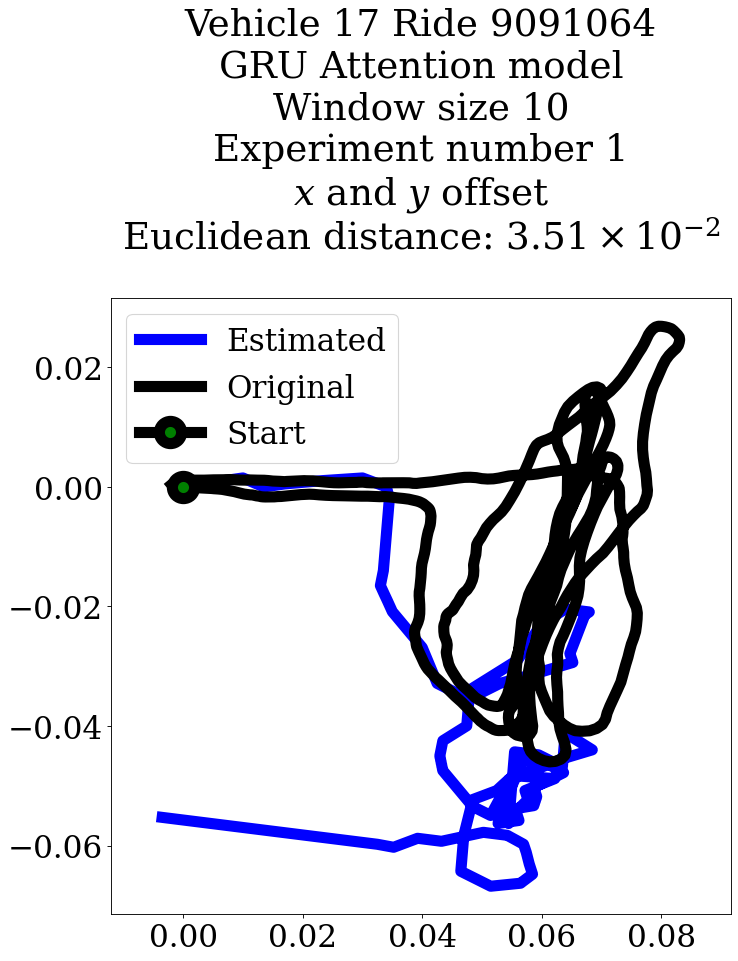 Vehicle 17 Ride 9091064
GRU Attention model
Window size 10
Experiment number 1
x and y offset
Euclidean distance: 3.51 × 10⁻²
Estimated
Original
Start
0.02
0.00
−0.02
−0.04
−0.06
0.00 0.02 0.04 0.06 0.08